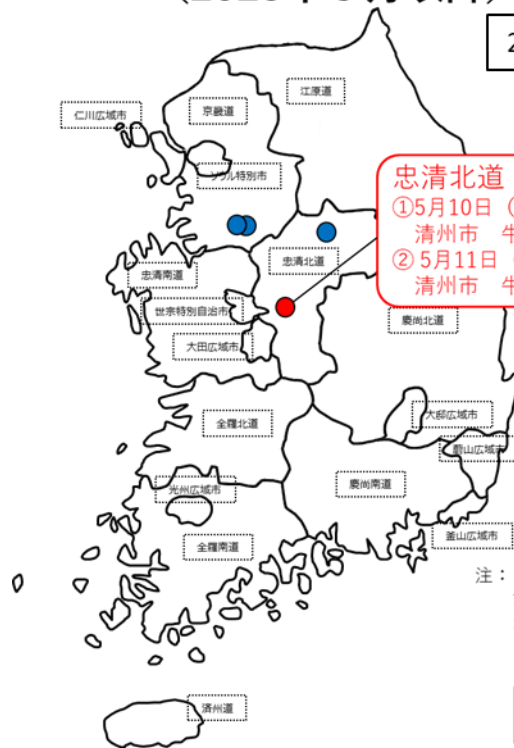 2
江原道
仁川広域市
京畿道
ソウル特別市
忠清北道
①5月10日（
清州市 牛
② 5月11日（
清州市 牛
忠清北道
忠清南道
世宗特別自治市
慶尚北道
大田広域市
大邱広域市
全羅北道
蔚山広域市
慶尚南道
光州広域市
釜山広域市
全羅南道
注：
済州道